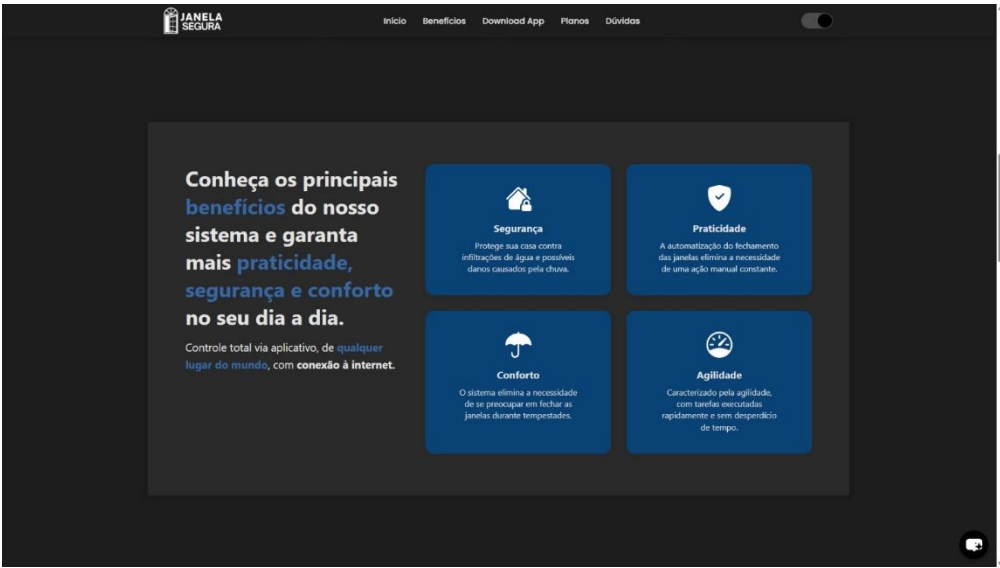 JANELA
SEGURA
Início Benefícios Download App Planos Dúvidas
Conheça os principais
benefícios do nosso
sistema e garanta
mais praticidade,
segurança e conforto
no seu dia a dia.
Controle total via aplicativo, de qualquer
lugar do mundo, com conexão à internet.
Segurança
Protege sua casa contra
infiltrações de água e possíveis
danos causados pela chuva.
Praticidade
A automatização do fechamento
das janelas elimina a necessidade
de uma ação manual constante.
Conforto
O sistema elimina a necessidade
de se preocupar em fechar as
janelas durante tempestades.
Agilidade
Caracterizado pela agilidade,
com tarefas executadas
rapidamente e sem desperdício
de tempo.